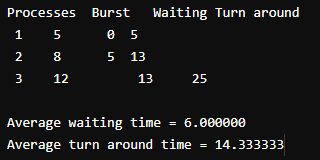 Processes Burst Waiting Turn around
1 5 0 5
2 8 5 13
3 12 13 25
Average waiting time = 6.000000
Average turn around time = 14.333333